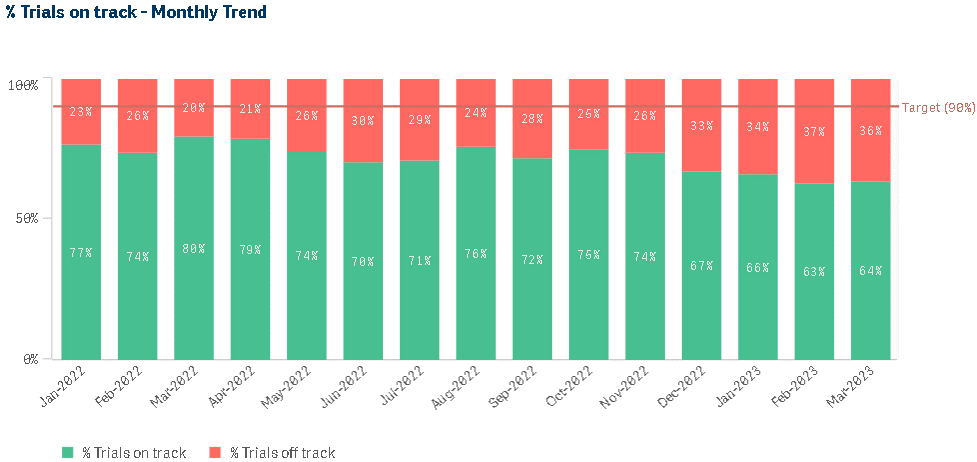 % Trials on track - Monthly Trend
100%
Target (90%)
23% 26% 20% 21% 26% 30% 29% 24% 28% 25% 26% 33% 34% 37% 36%
50%
77% 74% 80% 79% 74% 70% 71% 76% 72% 75% 74% 67% 66% 63% 64%
0%
Jan-2022 Feb-2022 Mar-2022 Apr-2022 May-2022 Jun-2022 Jul-2022 Aug-2022 Sep-2022 Oct-2022 Nov-2022 Dec-2022 Jan-2023 Feb-2023 Mar-2023
% Trials on track % Trials off track